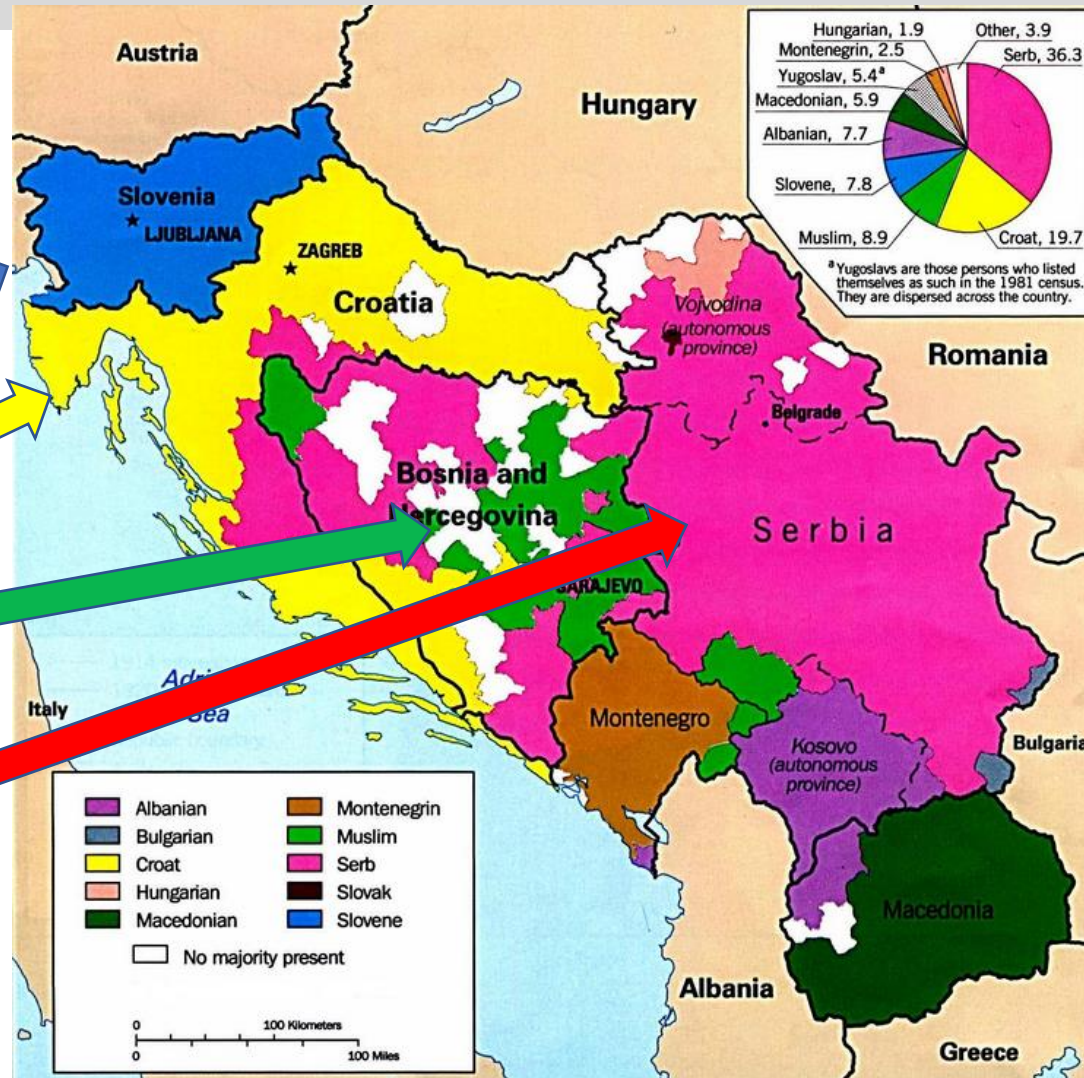 Austria
Hungary
Slovenia
LJUBLJANA
ZAGREB
Croatia
Vojvodina
(autonomous
province)
Romania
Belgrade
Bosnia and
Hercegovina
Serbia
SARAJEVO
Adri
Sea
Italy
Montenegro
Kosovo
(autonomous
province)
Bulgaria
Macedonia
Albania
Greece
Hungarian, 1.9
Other, 3.9
Montenegrin, 2.5
Serb, 36.3
Yugoslav, 5.4ᵃ
Macedonian, 5.9
Albanian, 7.7
Slovene, 7.8
Muslim, 8.9
Croat, 19.7
ᵃ Yugoslavs are those persons who listed
themselves as such in the 1981 census.
They are dispersed across the country.
Albanian
Bulgarian
Croat
Hungarian
Macedonian
Montenegrin
Muslim
Serb
Slovak
Slovene
No majority present
0 100 Kilometers
0 100 Miles